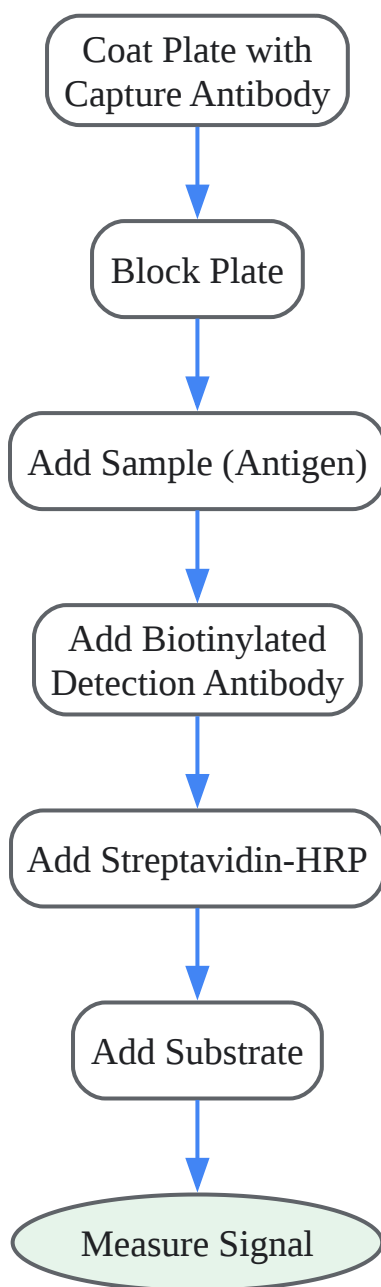 Coat Plate with
Capture Antibody
Block Plate
Add Sample (Antigen)
Add Biotinylated
Detection Antibody
Add Streptavidin-HRP
Add Substrate
Measure Signal